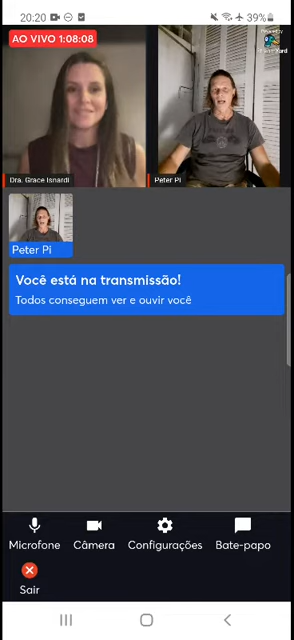 20:20
39%
AO VIVO 1:08:08
Dra. Grace Isnardi
Peter Pi
Peter Pi
Você está na transmissão!
Todos conseguem ver e ouvir você
Microfone
Câmera
Configurações
Bate-papo
Sair